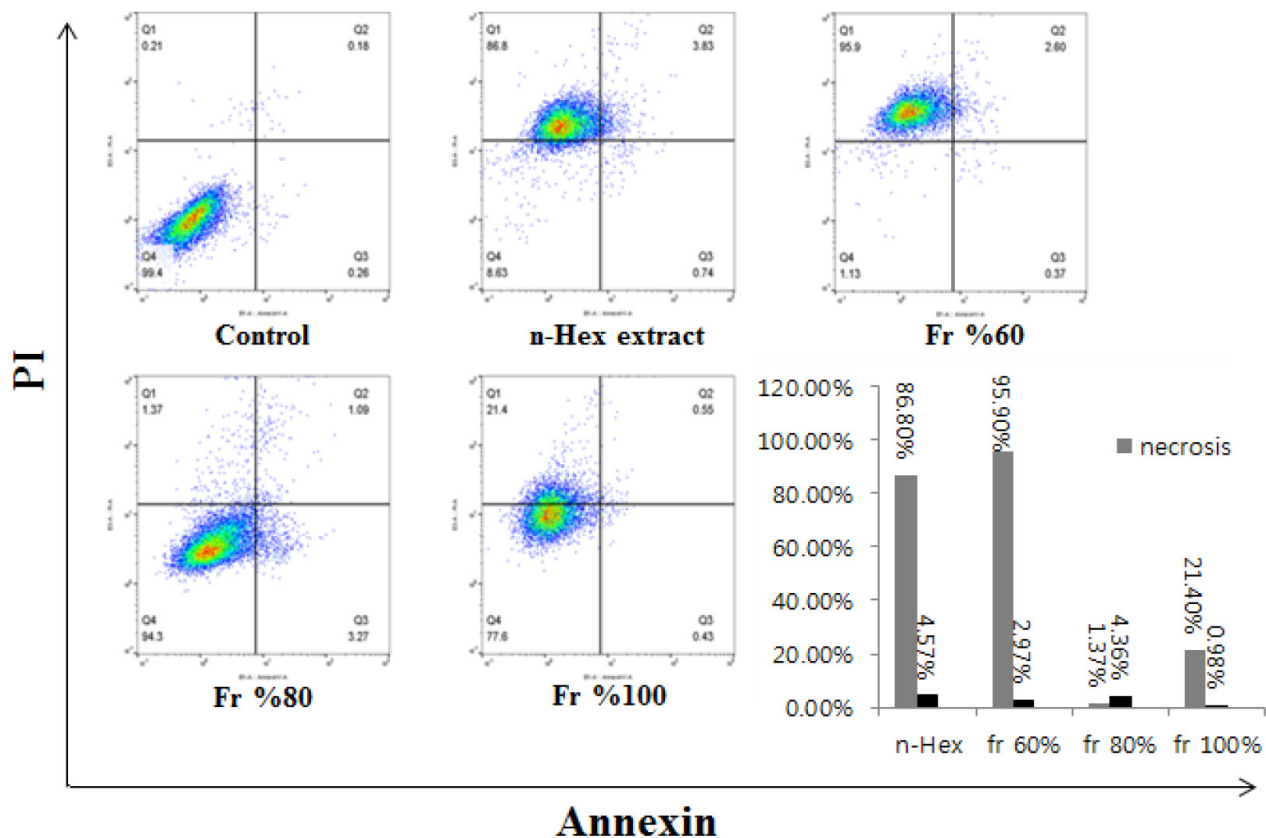 PI
Q1
0.21
Q2
0.18
Q4
99.4
Q3
0.26
Control
Q1
86.8
Q2
3.83
Q4
8.63
Q3
0.74
n-Hex extract
Q1
95.9
Q2
2.60
Q4
1.13
Q3
0.37
Fr %60
Q1
1.37
Q2
1.09
Q4
94.3
Q3
3.27
Fr %80
Q1
21.4
Q2
0.55
Q4
77.6
Q3
0.43
Fr %100
120.00%
100.00%
80.00%
60.00%
40.00%
20.00%
0.00%
86.80%
4.57%
95.90%
2.97%
1.37%
4.36%
21.40%
0.98%
necrosis
n-Hex
fr 60%
fr 80%
fr 100%
Annexin